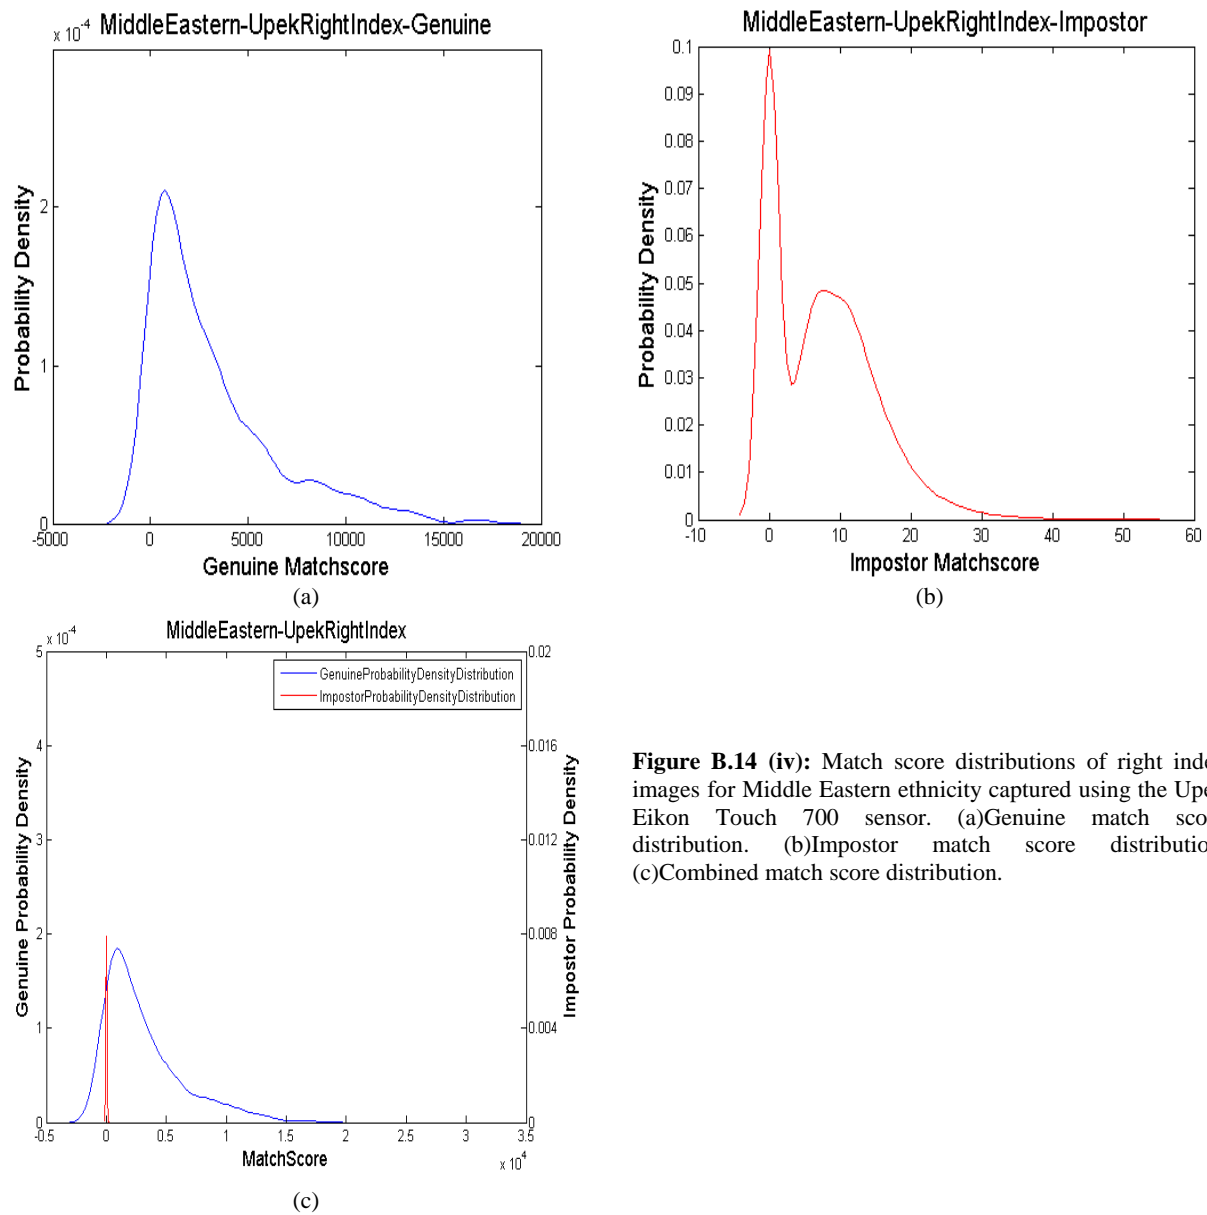 MiddleEastern-UpekRightIndex-Genuine
x 10-4
2
1
0
-5000 0 5000 10000 15000 20000
Probability Density
Genuine Matchscore
(a)
MiddleEastern-UpekRightIndex-Impostor
0.1
0.09
0.08
0.07
0.06
0.05
0.04
0.03
0.02
0.01
0
-10 0 10 20 30 40 50 60
Probability Density
Impostor Matchscore
(b)
MiddleEastern-UpekRightIndex
x 10-4
GenuineProbabilityDensityDistribution
ImpostorProbabilityDensityDistribution
5
4
3
2
1
0
0.02
0.016
0.012
0.008
0.004
0
-0.5 0 0.5 1 1.5 2 2.5 3 3.5
x 104
Genuine Probability Density
Impostor Probability Density
MatchScore
(c)
Figure B.14 (iv): Match score distributions of right inde
images for Middle Eastern ethnicity captured using the Upe
Eikon Touch 700 sensor. (a)Genuine match sco
distribution. (b)Impostor match score distributio
(c)Combined match score distribution.